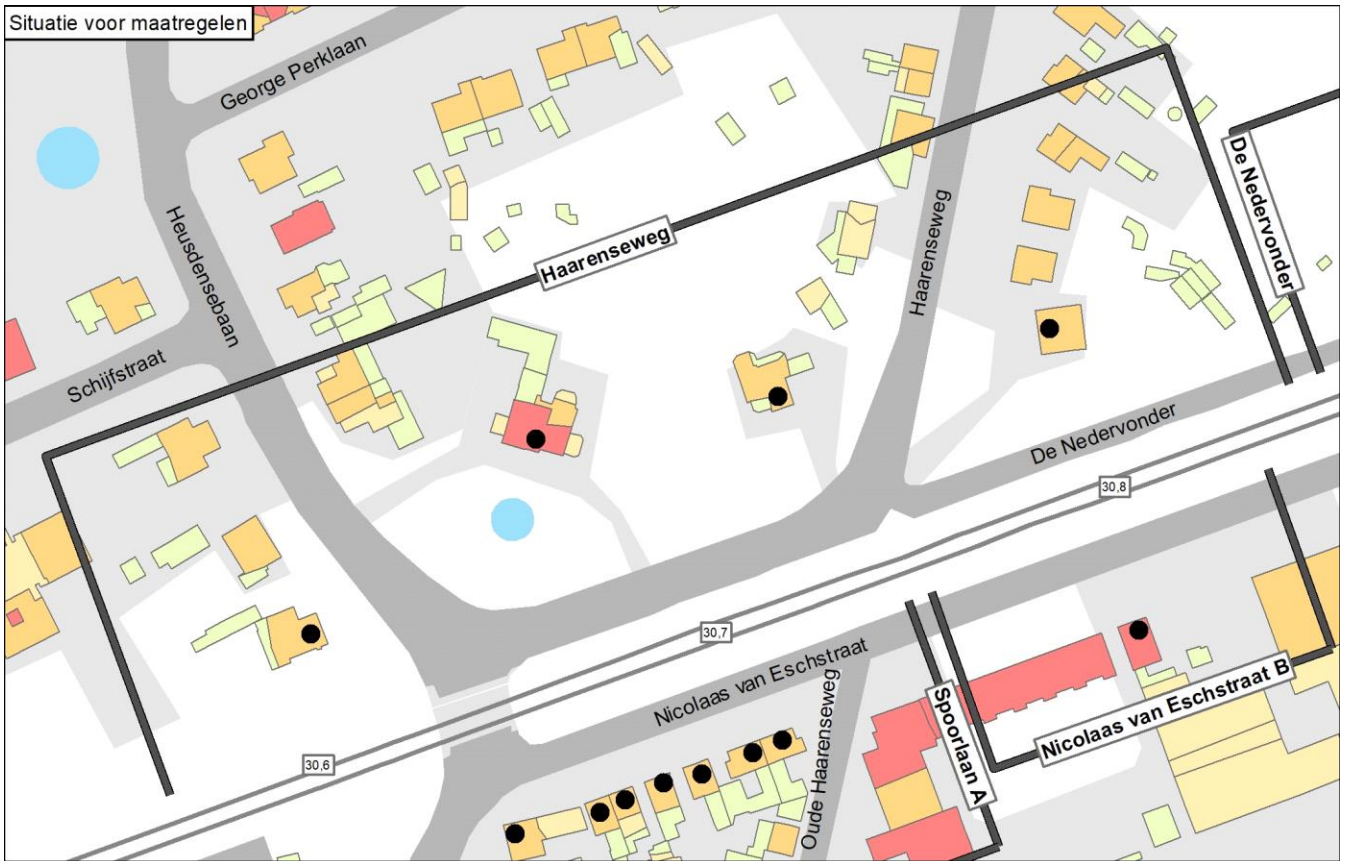 Situatie voor maatregelen
George Perklaan
Heusdensebaan
Schijfstraat
Haarenseweg
Haarenseweg
De Nedervonder
De Nedervonder
30,8
30,7
30,6
Nicolaas van Eschstraat
Oude Haarenseweg
Spoorlaan A
Nicolaas van Eschstraat B